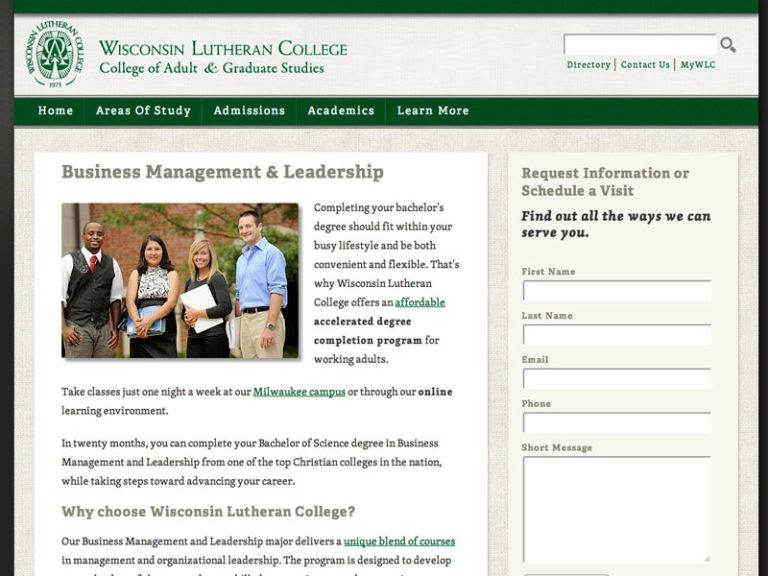 WISCONSIN LUTHERAN COLLEGE
1973
WISCONSIN LUTHERAN COLLEGE
College of Adult & Graduate Studies
Directory | Contact Us | MyWLC
Home Areas Of Study Admissions Academics Learn More
Business Management & Leadership
Completing your bachelor's
degree should fit within your
busy lifestyle and be both
convenient and flexible. That's
why Wisconsin Lutheran
College offers an affordable
accelerated degree
completion program for
working adults.
Take classes just one night a week at our Milwaukee campus or through our online
learning environment.
In twenty months, you can complete your Bachelor of Science degree in Business
Management and Leadership from one of the top Christian colleges in the nation,
while taking steps toward advancing your career.
Why choose Wisconsin Lutheran College?
Our Business Management and Leadership major delivers a unique blend of courses
in management and organizational leadership. The program is designed to develop
Request Information or
Schedule a Visit
Find out all the ways we can
serve you.
First Name
Last Name
Email
Phone
Short Message